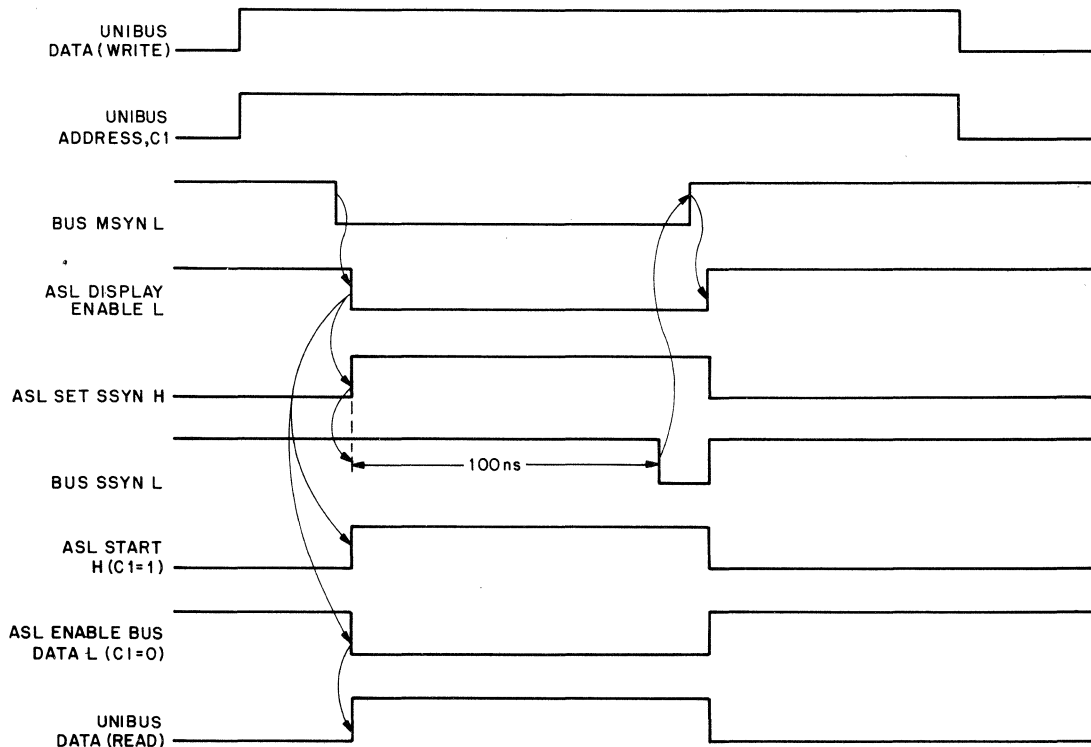 UNIBUS
DATA (WRITE)
UNIBUS
ADDRESS, C1
BUS MSYN L
ASL DISPLAY
ENABLE L
ASL SET SSYN H
100ns
BUS SSYN L
ASL START
H (C1=1)
ASL ENABLE BUS
DATA L (C1=0)
UNIBUS
DATA (READ)